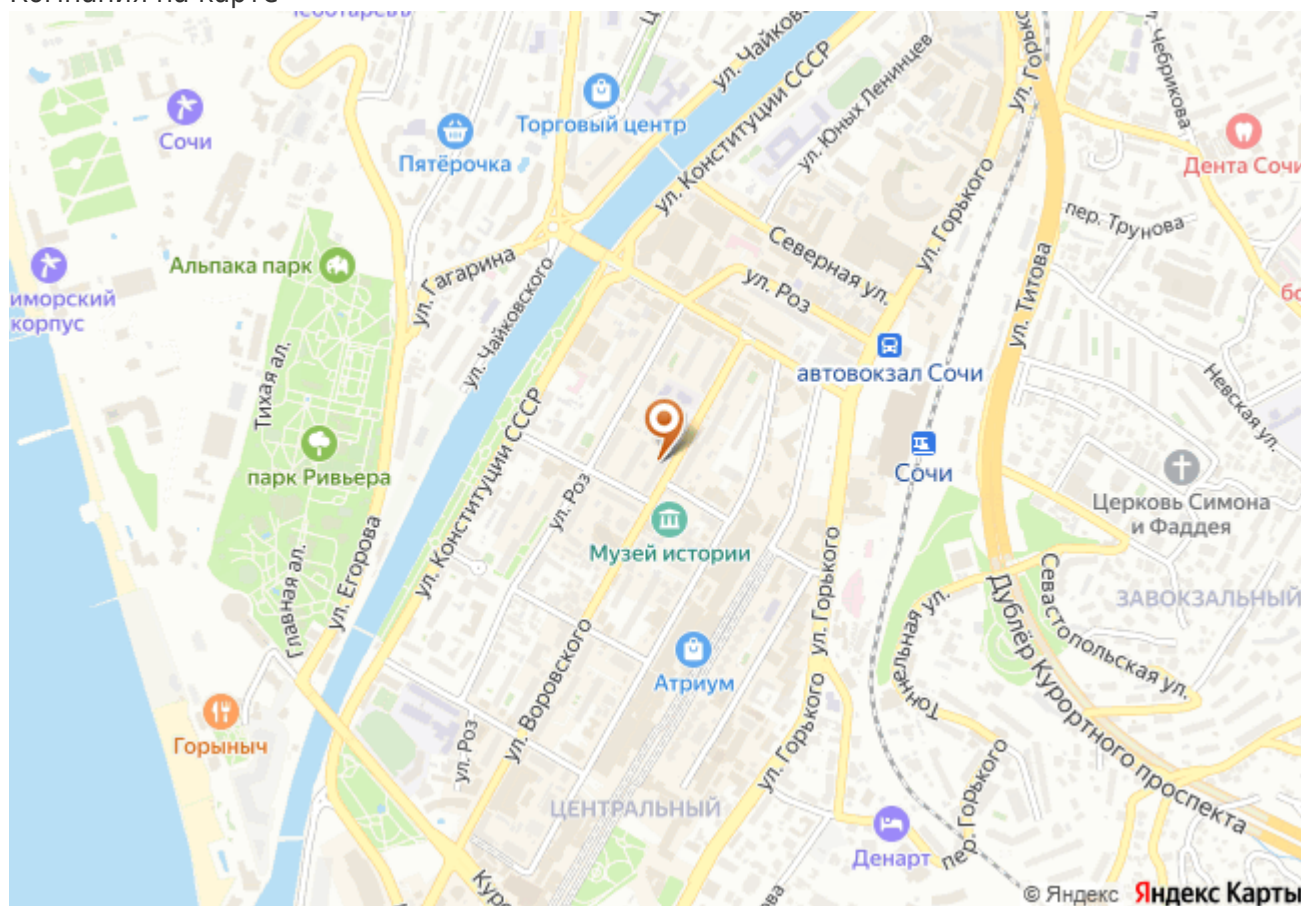 Компания на карте
Чеботаревъ
ул. Чайковского
ул. Горького
Чебрикова
Сочи
Торговый центр
Пятёрочка
ул. Конституции СССР
ул. Юных Ленинцев
Дента Сочи
пер. Трунова
Альпака парк
ул. Гагарина
Северная ул.
ул. Горького
иморский
корпус
ул. Чайковского
ул. Роз
ул. Титова
автовокзал Сочи
Тихая ал.
Невская ул.
парк Ривьера
ул. Конституции СССР
Сочи
Церковь Симона
и Фаддея
ул. Роз
Музей истории
Главная ал.
ул. Егорова
ул. Горького
Тоннельная ул.
Севастопольская ул.
ЗАВОКЗАЛЬНЫЙ
Дублёр Курортного проспекта
ул. Воровского
Атриум
Горыныч
ул. Роз
ул. Горького
ЦЕНТРАЛЬНЫЙ
пер. Горького
Денарт
© Яндекс Яндекс Карты